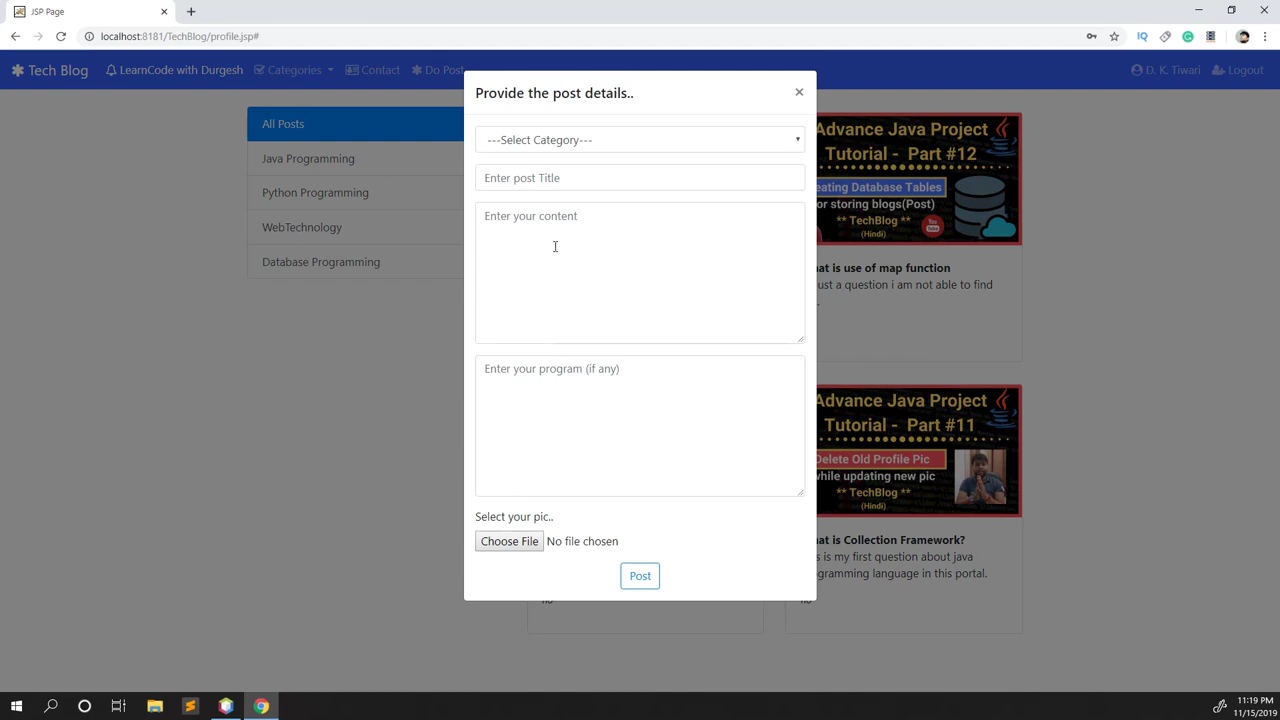 JSP Page
localhost:8181/TechBlog/profile.jsp#
Tech Blog
LearnCode with Durgesh
Categories
Contact
Do Post
D. K. Tiwari
Logout
Provide the post details..
×
---Select Category---
Enter post Title
Enter your content
Enter your program (if any)
Select your pic..
Choose File
No file chosen
Post
All Posts
Java Programming
Python Programming
WebTechnology
Database Programming
Advance Java Project
Tutorial - Part #12
eating Database Tables
or storing blogs(Post)
** TechBlog **
(Hindi)
You
Tube
at is use of map function
ust a question i am not able to find
Advance Java Project
Tutorial - Part #11
Delete Old Profile Pic
while updating new pic
** TechBlog **
(Hindi)
at is Collection Framework?
is my first question about java
gramming language in this portal.
11:19 PM
11/15/2019